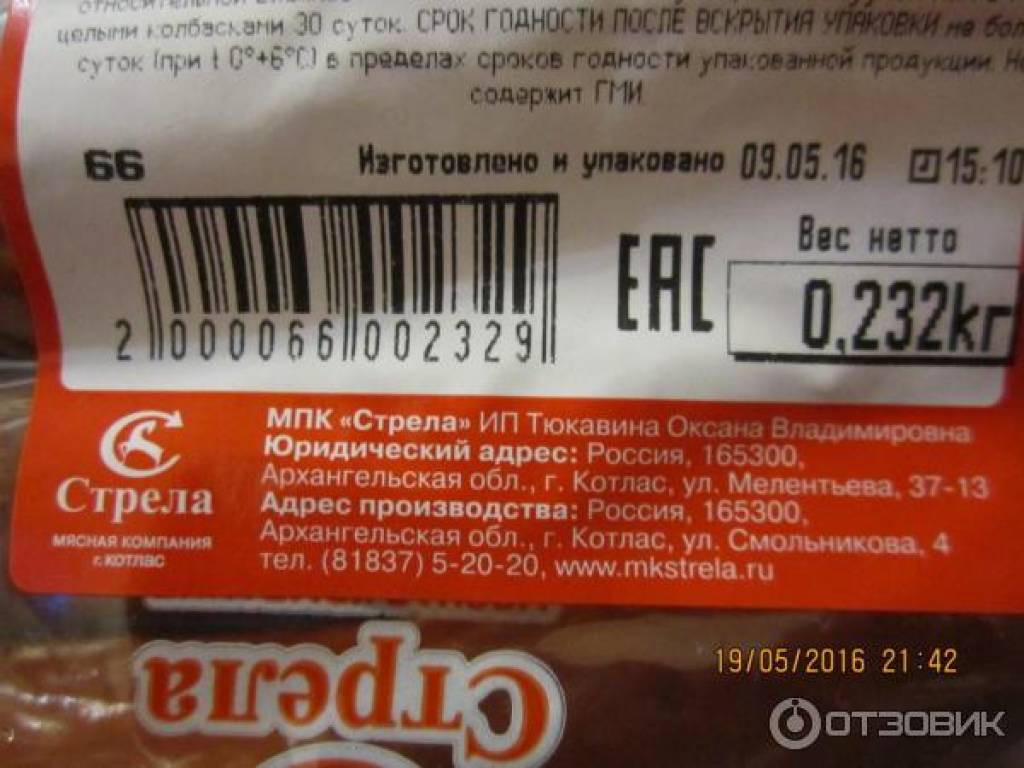 целыми колбасками 30 суток. СРОК ГОДНОСТИ ПОСЛЕ ВСКРЫТИЯ УПАКОВКИ не бол
суток (при t 0°+6°C) в пределах сроков годности упакованной продукции. Не
содержит ГМИ
66
Изготовлено и упаковано 09.05.16 15:10
Вес нетто
EAC
0,232кг
2 000066 002329
МПК «Стрела» ИП Тюкавина Оксана Владимировна
Юридический адрес: Россия, 165300,
Архангельская обл., г. Котлас, ул. Мелентьева, 37-13
Адрес производства: Россия, 165300,
Архангельская обл., г. Котлас, ул. Смольникова, 4
тел. (81837) 5-20-20, www.mkstrela.ru
Стрела
МЯСНАЯ КОМПАНИЯ
г. КОТЛАС
Стрела
19/05/2016 21:42
ОТЗОВИК